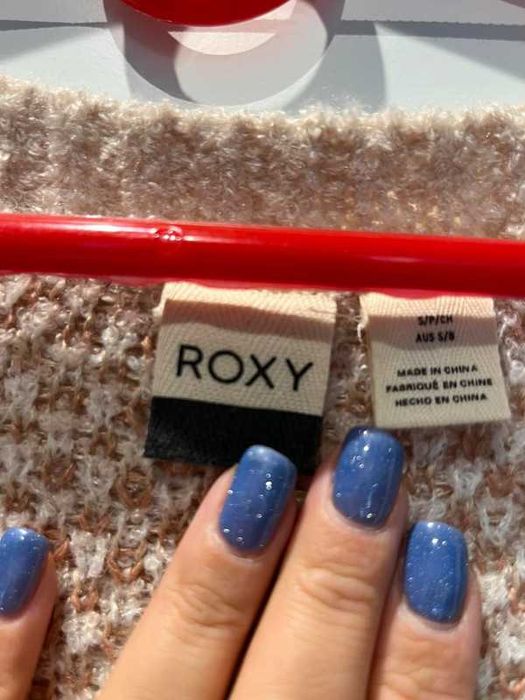 ROXY
S/P/CH
AUS S/8
MADE IN CHINA
FABRIQUÉ EN CHINE
HECHO EN CHINA